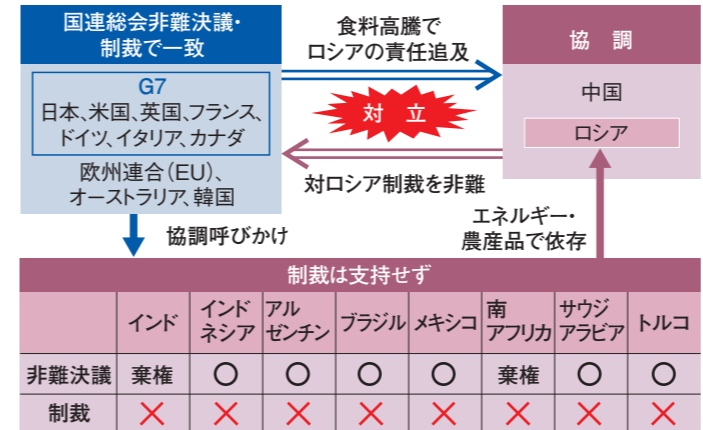 国連総会非難決議・
制裁で一致
G7
日本、米国、英国、フランス、
ドイツ、イタリア、カナダ
欧州連合(EU)、
オーストラリア、韓国
食料高騰で
ロシアの責任追及
対 立
対ロシア制裁を非難
協 調
中国
ロシア
協調呼びかけ
エネルギー・
農産品で依存
制裁は支持せず
インド
インド
ネシア
アル
ゼンチン
ブラジル
メキシコ
南
アフリカ
サウジ
アラビア
トルコ
非難決議 棄権 ○ ○ ○ ○ 棄権 ○ ○
制裁 × × × × × × × ×